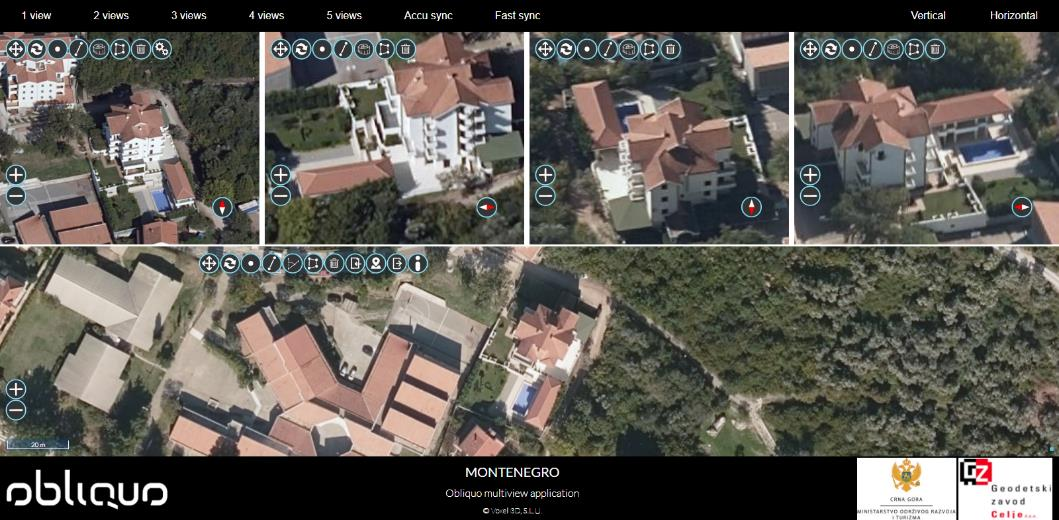 1 view 2 views 3 views 4 views 5 views Accu sync Fast sync Vertical Horizontal
20 m
obliquo
MONTENEGRO
Obliquo multiview application
© Voxel 3D, S.L.U.
CRNA GORA
MINISTARSTVO ODRŽIVOG RAZVOJA
I TURIZMA
GZ
Geodetski
zavod
Celje d.o.o.